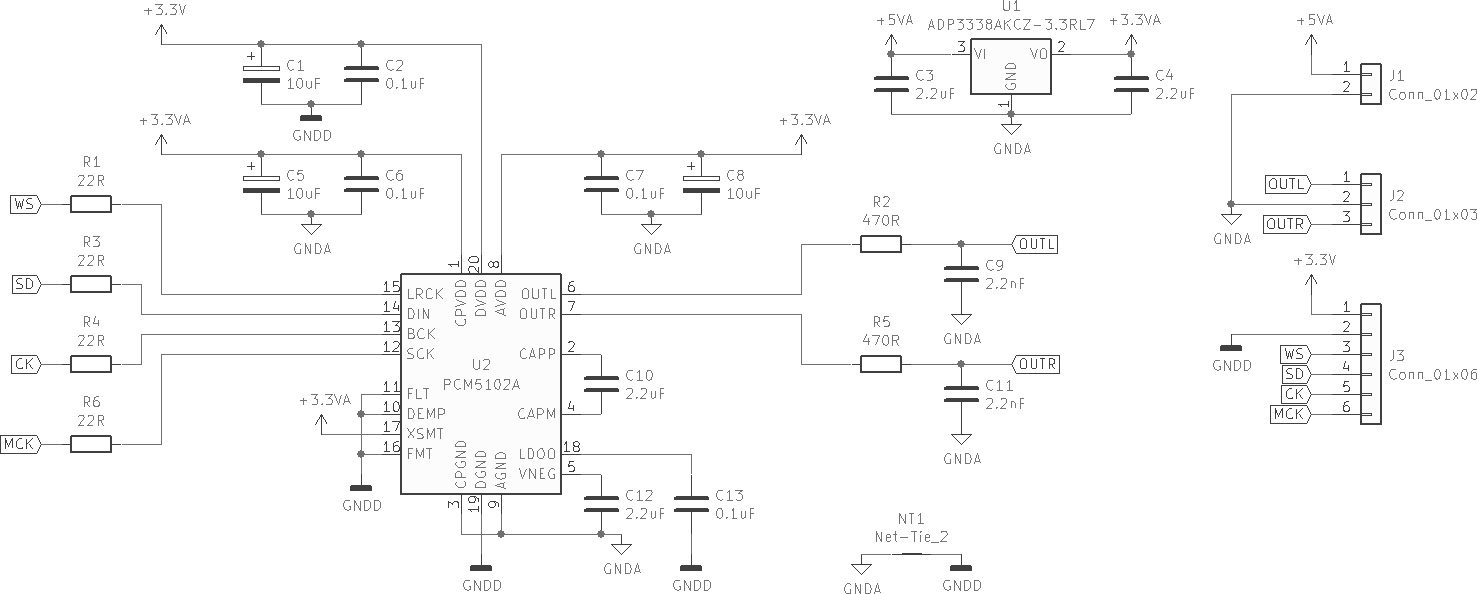 +3.3V
C1
10uF
C2
0.1uF
GNDD
+5VA
U1
ADP3338AKCZ-3.3RL7
+3.3VA
3
VI
VO
2
GND
1
C3
2.2uF
C4
2.2uF
GNDA
+5VA
1
2
J1
Conn_01x02
+3.3VA
C5
10uF
C6
0.1uF
GNDA
+3.3VA
C7
0.1uF
C8
10uF
GNDA
OUTL
OUTR
1
2
3
J2
Conn_01x03
GNDA
R1
22R
WS
R3
22R
SD
R4
22R
CK
R6
22R
MCK
1
20
8
CPVDD
DVDD
AVDD
15
LRCK
14
DIN
13
BCK
12
SCK
11
FLT
10
DEMP
17
XSMT
16
FMT
U2
PCM5102A
OUTL
6
OUTR
7
CAPP
2
CAPM
4
LDOO
18
VNEG
5
CPGND
DGND
AGND
3
19
9
+3.3VA
GNDD
R2
470R
OUTL
C9
2.2nF
GNDA
R5
470R
OUTR
C11
2.2nF
GNDA
C10
2.2uF
C12
2.2uF
C13
0.1uF
GNDD
GNDA
GNDD
NT1
Net-Tie_2
GNDA
GNDD
+3.3V
1
2
3
4
5
6
GNDD
WS
SD
CK
MCK
J3
Conn_01x06